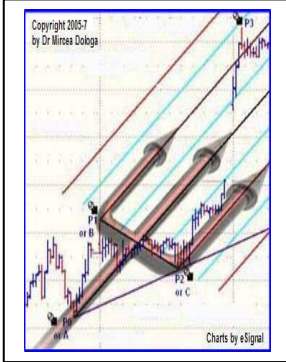 Copyright 2005-7
by Dr Mircea Dologa
P3
P1
or B
P2
or C
P0
or A
Charts by eSignal